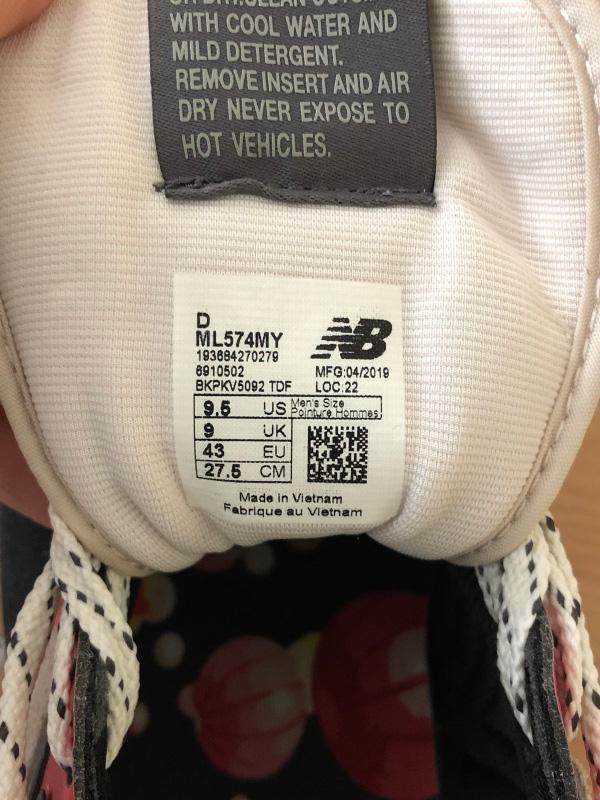 WITH COOL WATER AND
MILD DETERGENT.
REMOVE INSERT AND AIR
DRY NEVER EXPOSE TO
HOT VEHICLES.
D
ML574MY
NB
193684270279
6910502
MFG:04/2019
BKPKV5092 TDF
LOC:22
9.5 US Men's Size
Pointure Hommes
9 UK
43 EU
27.5 CM
Made in Vietnam
Fabrique au Vietnam